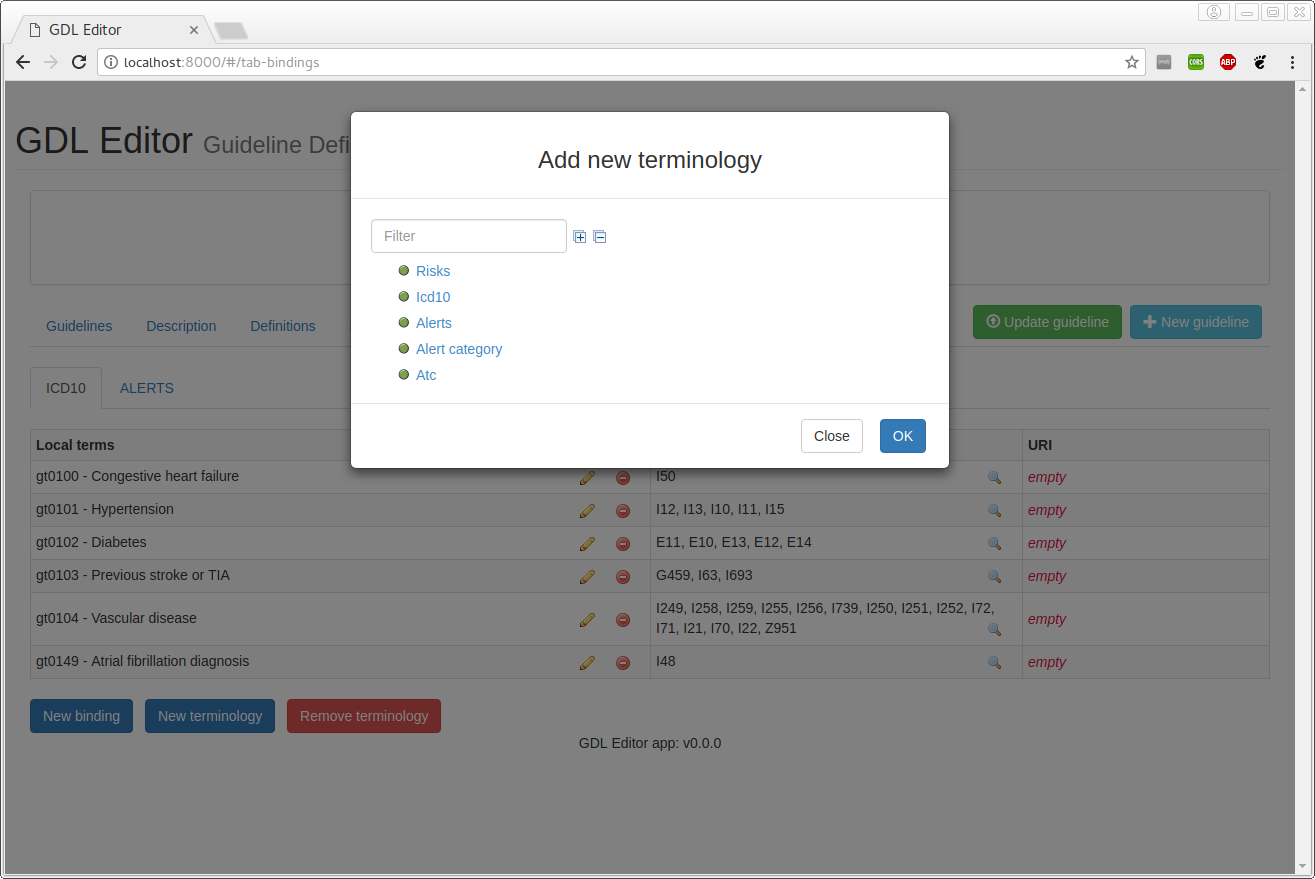 GDL Editor
localhost:8000/#/tab-bindings
CORS
ABP
GDL Editor Guideline Defi
Add new terminology
Filter
Risks
Icd10
Alerts
Alert category
Atc
Close OK
Guidelines Description Definitions Update guideline New guideline
ICD10 ALERTS
Local terms URI
gt0100 - Congestive heart failure I50 empty
gt0101 - Hypertension I12, I13, I10, I11, I15 empty
gt0102 - Diabetes E11, E10, E13, E12, E14 empty
gt0103 - Previous stroke or TIA G459, I63, I693 empty
gt0104 - Vascular disease I249, I258, I259, I255, I256, I739, I250, I251, I252, I72, empty
I71, I21, I70, I22, Z951
gt0149 - Atrial fibrillation diagnosis I48 empty
New binding New terminology Remove terminology
GDL Editor app: v0.0.0